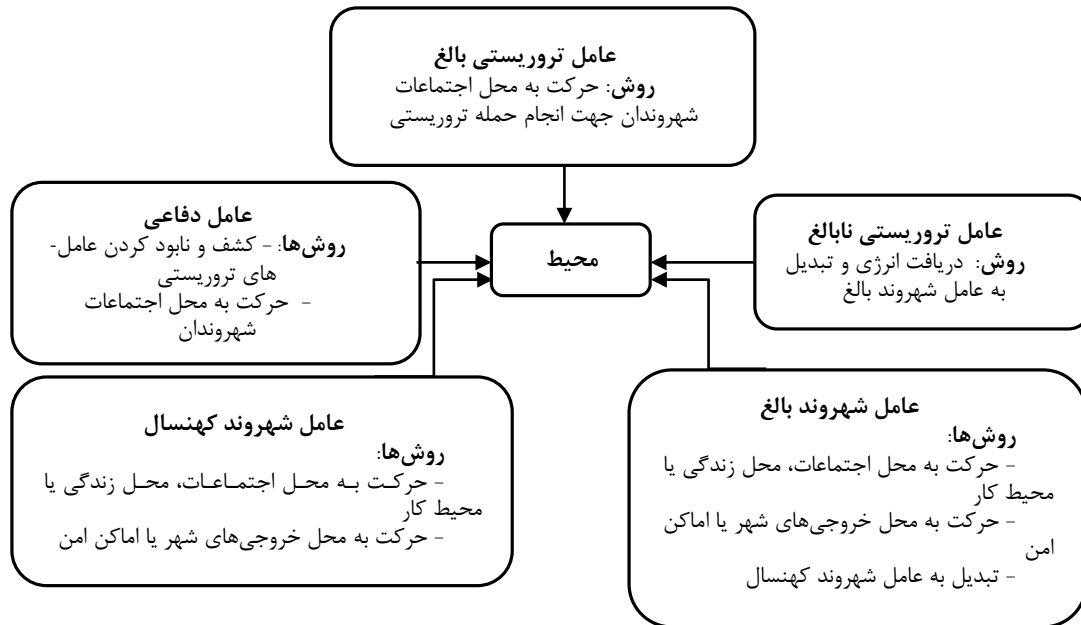 عامل تروریستی بالغ
روش: حرکت به محل اجتماعات
شهروندان جهت انجام حمله تروریستی
عامل تروریستی نابالغ
روش: دریافت انرژی و تبدیل
به عامل شهروند بالغ
محیط
عامل دفاعی
روش‌ها: – کشف و نابود کردن عامل-
های تروریستی
– حرکت به محل اجتماعات
شهروندان
عامل شهروند بالغ
روش‌ها:
– حرکت به محل اجتماعات، محل زندگی یا
محیط کار
– حرکت به محل خروجی‌های شهر یا اماکن
امن
– تبدیل به عامل شهروند کهنسال
عامل شهروند کهنسال
روش‌ها:
– حرکت به محل اجتماعات، محل زندگی یا
محیط کار
– حرکت به محل خروجی‌های شهر یا اماکن امن